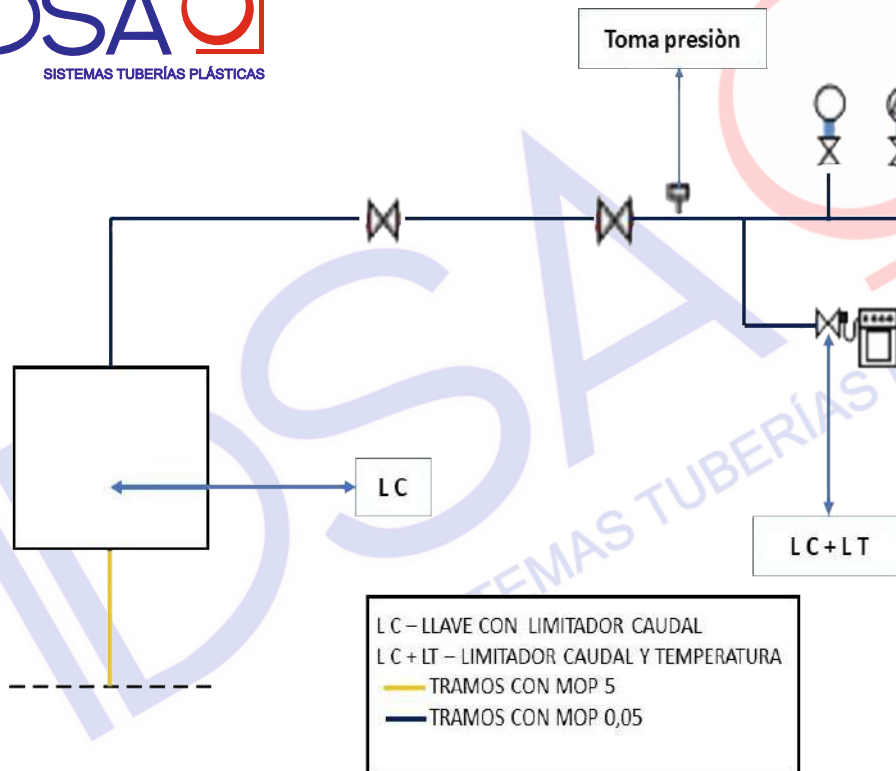 SISTEMAS TUBERÍAS PLÁSTICAS
Toma presiòn
L C
L C + L T
L C – LLAVE CON LIMITADOR CAUDAL
L C + LT – LIMITADOR CAUDAL Y TEMPERATURA
TRAMOS CON MOP 5
TRAMOS CON MOP 0,05